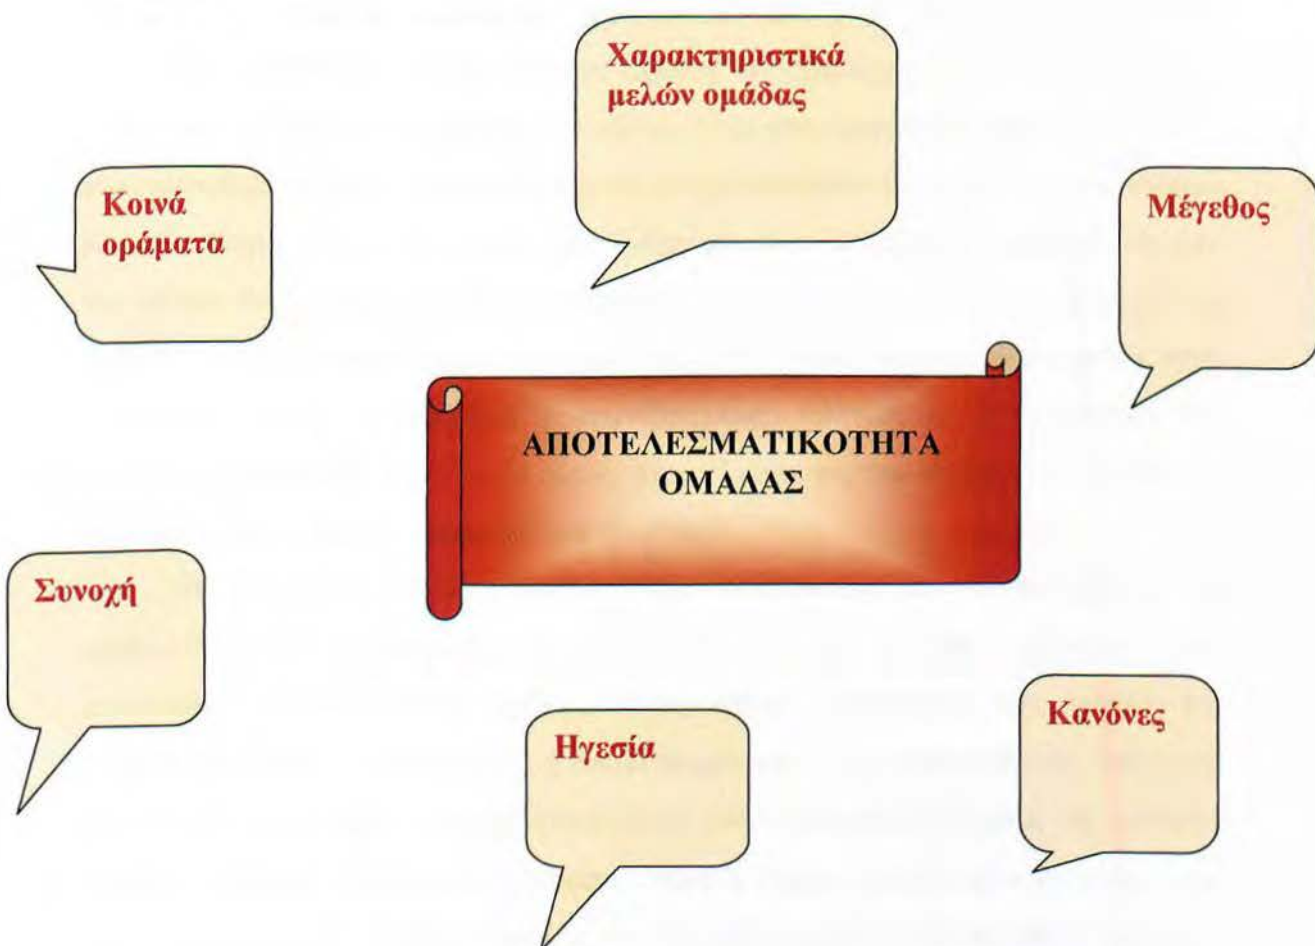 Χαρακτηριστικά
μελών ομάδας
Κοινά
οράματα
Μέγεθος
ΑΠΟΤΕΛΕΣΜΑΤΙΚΟΤΗΤΑ
ΟΜΑΔΑΣ
Συνοχή
Κανόνες
Ηγεσία